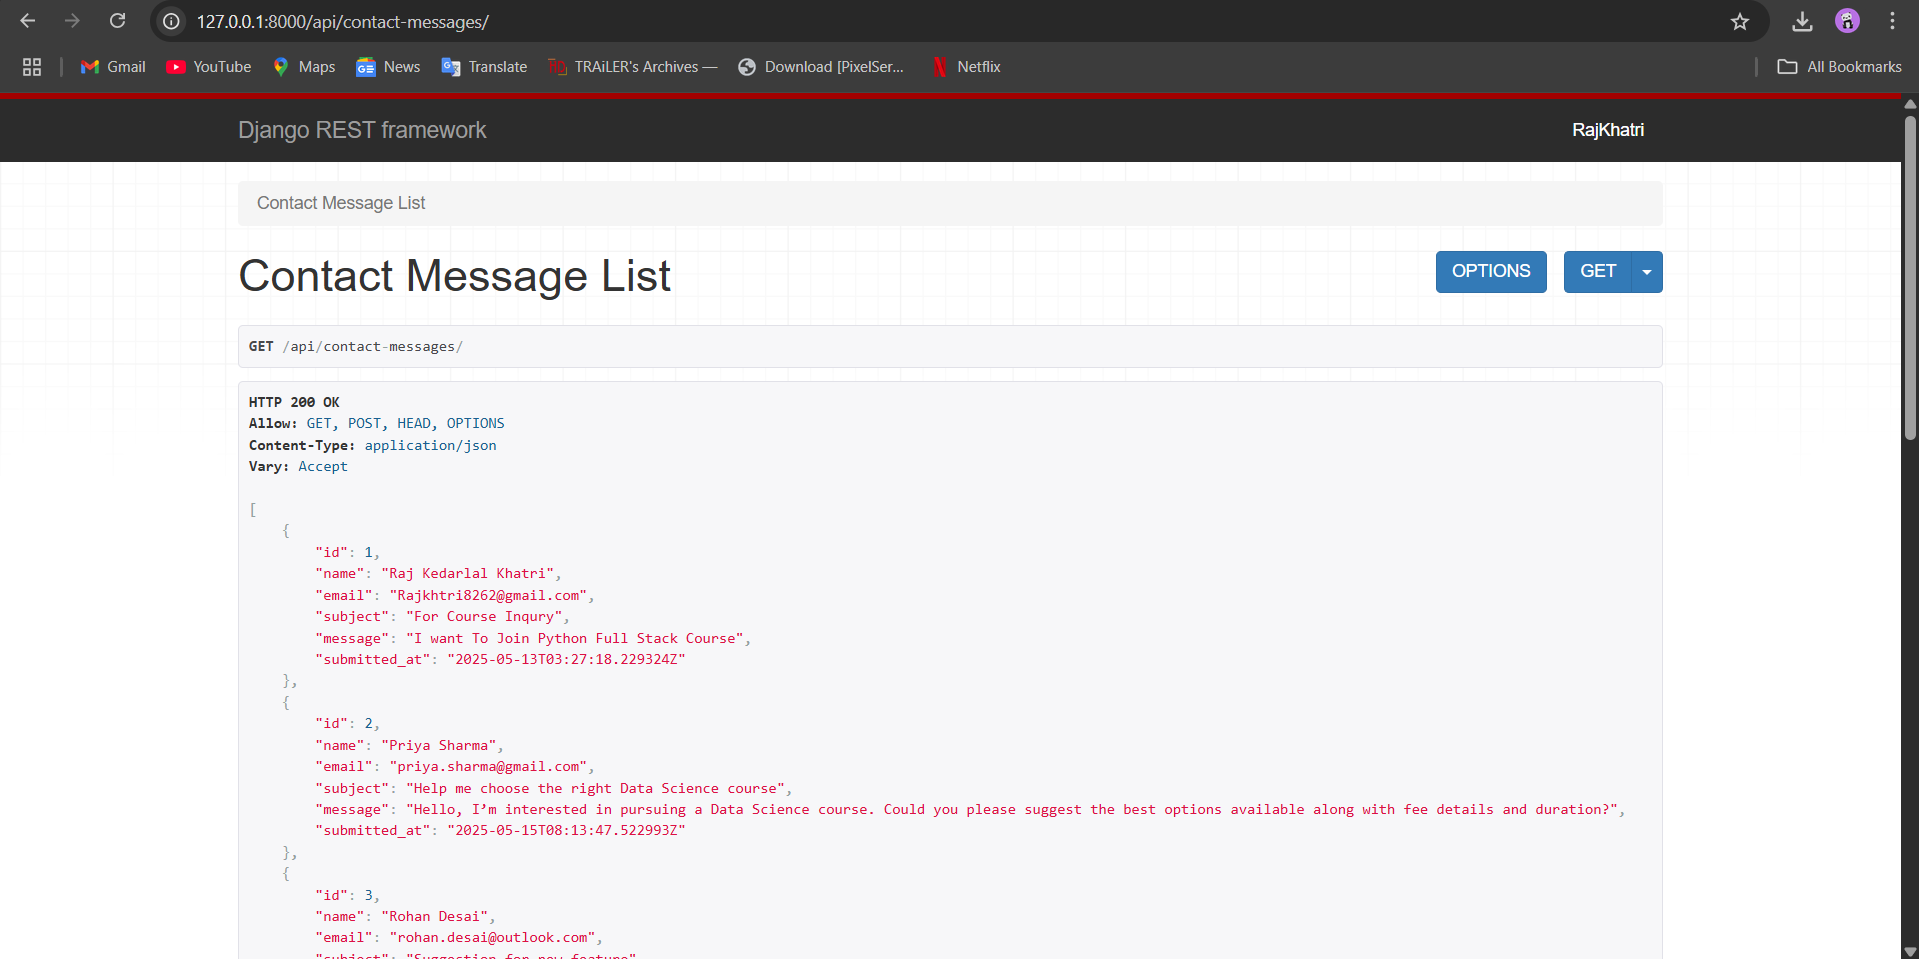 127.0.0.1:8000/api/contact-messages/
Gmail YouTube Maps News Translate TRAiLER's Archives — Download [PixelSer... Netflix All Bookmarks
Django REST framework RajKhatri
Contact Message List
Contact Message List OPTIONS GET
GET /api/contact-messages/
HTTP 200 OK
Allow: GET, POST, HEAD, OPTIONS
Content-Type: application/json
Vary: Accept
[
{
"id": 1,
"name": "Raj Kedarlal Khatri",
"email": "Rajkhtri8262@gmail.com",
"subject": "For Course Inqury",
"message": "I want To Join Python Full Stack Course",
"submitted_at": "2025-05-13T03:27:18.229324Z"
},
{
"id": 2,
"name": "Priya Sharma",
"email": "priya.sharma@gmail.com",
"subject": "Help me choose the right Data Science course",
"message": "Hello, I’m interested in pursuing a Data Science course. Could you please suggest the best options available along with fee details and duration?",
"submitted_at": "2025-05-15T08:13:47.522993Z"
},
{
"id": 3,
"name": "Rohan Desai",
"email": "rohan.desai@outlook.com",
"subject": "Suggestion for new feature"